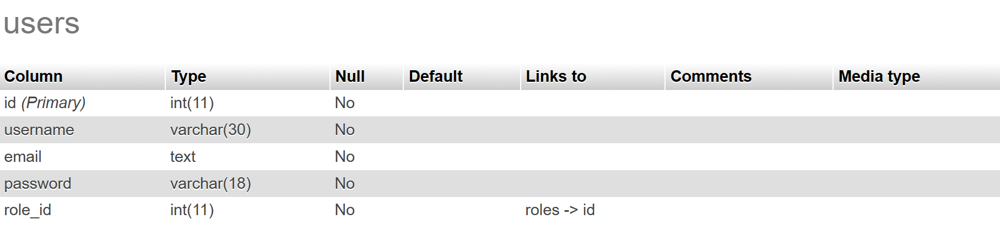 users
Column Type Null Default Links to Comments Media type
id (Primary) int(11) No
username varchar(30) No
email text No
password varchar(18) No
role_id int(11) No roles -> id